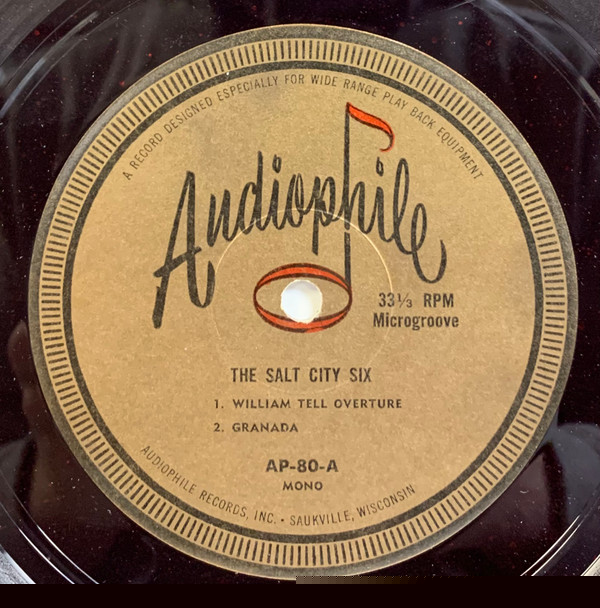 A RECORD DESIGNED ESPECIALLY FOR WIDE RANGE PLAY BACK EQUIPMENT
Audiophile
33⅓ RPM
Microgroove
THE SALT CITY SIX
1. WILLIAM TELL OVERTURE
2. GRANADA
AP-80-A
MONO
AUDIOPHILE RECORDS, INC. • SAUKVILLE, WISCONSIN